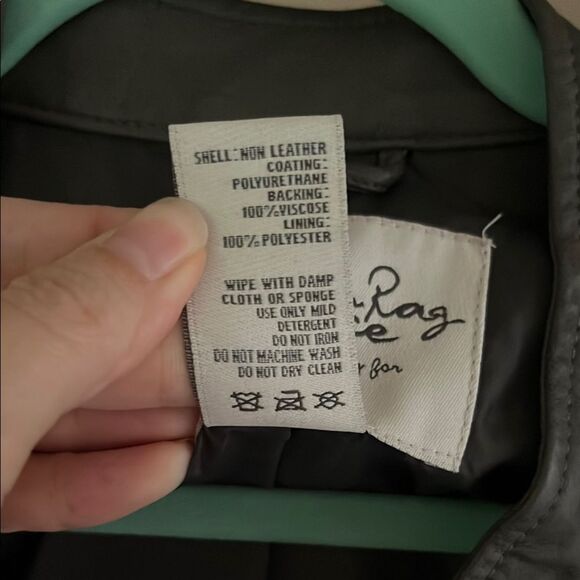 SHELL:NON LEATHER
COATING:
POLYURETHANE
BACKING:
100%VISCOSE
LINING:
100%POLYESTER
WIPE WITH DAMP
CLOTH OR SPONGE
USE ONLY MILD
DETERGENT
DO NOT IRON
DO NOT MACHINE WASH
DO NOT DRY CLEAN
Rag
for